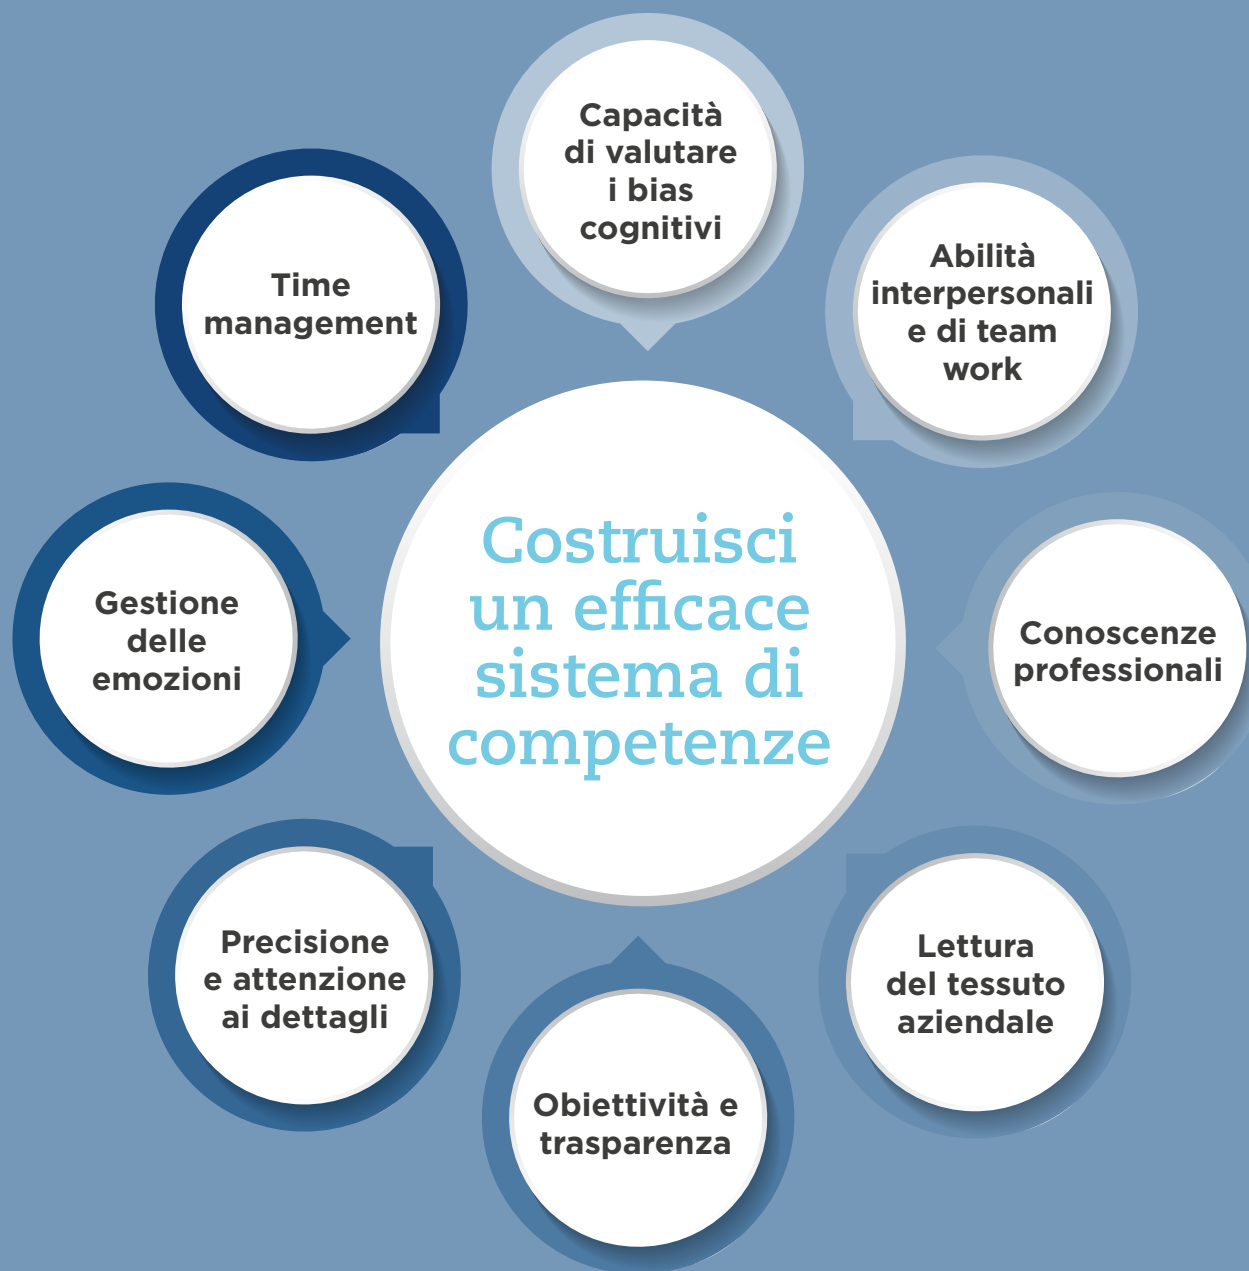 Capacità
di valutare
i bias
cognitivi
Abilità
interpersonali
e di team
work
Conoscenze
professionali
Lettura
del tessuto
aziendale
Obiettività e
trasparenza
Precisione
e attenzione
ai dettagli
Gestione
delle
emozioni
Time
management
Costruisci
un efficace
sistema di
competenze